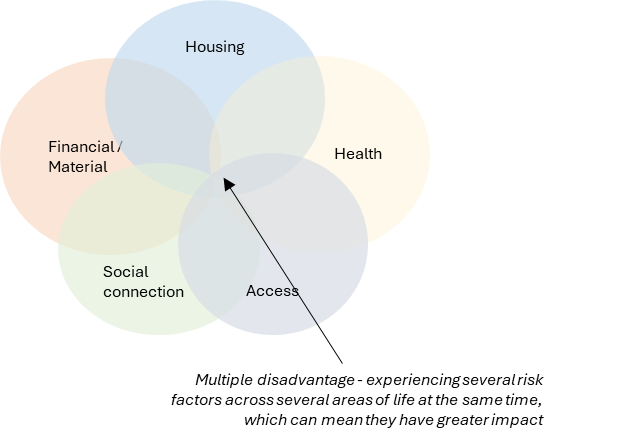 Housing
Financial /
Material
Health
Social
connection
Access
Multiple disadvantage - experiencing several risk
factors across several areas of life at the same time,
which can mean they have greater impact